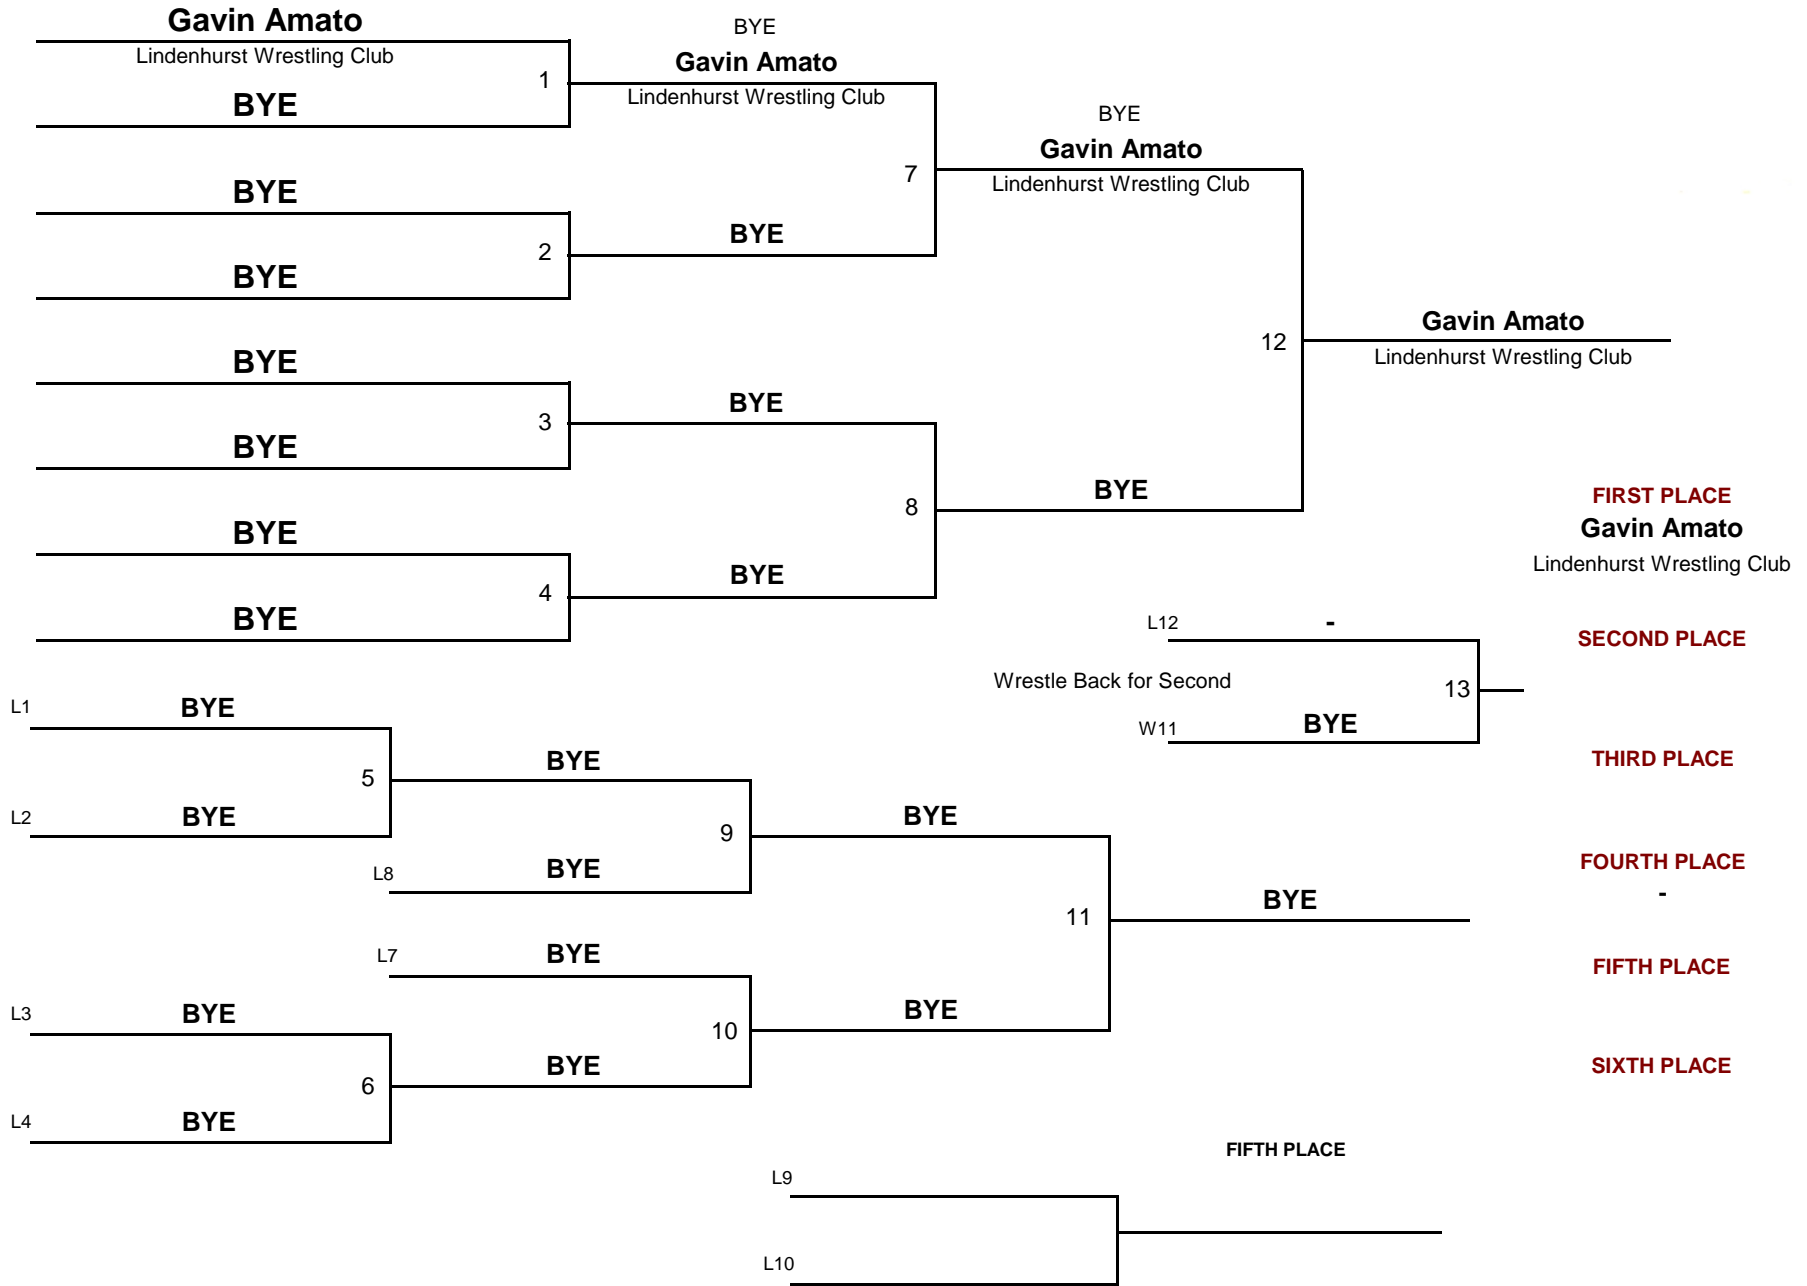 Gavin Amato
Lindenhurst Wrestling Club
1
BYE
BYE
Gavin Amato
Lindenhurst Wrestling Club
BYE
2
BYE
BYE
7
BYE
Gavin Amato
Lindenhurst Wrestling Club
BYE
3
BYE
BYE
BYE
4
BYE
BYE
8
BYE
12
Gavin Amato
Lindenhurst Wrestling Club
FIRST PLACE
Gavin Amato
Lindenhurst Wrestling Club
L12 -
Wrestle Back for Second 13
W11 BYE
SECOND PLACE
THIRD PLACE
FOURTH PLACE
-
FIFTH PLACE
SIXTH PLACE
L1 BYE
5
L2 BYE
BYE
9
L8 BYE
BYE
11
BYE
L7 BYE
10
BYE
BYE
L3 BYE
6
L4 BYE
FIFTH PLACE
L9
L10